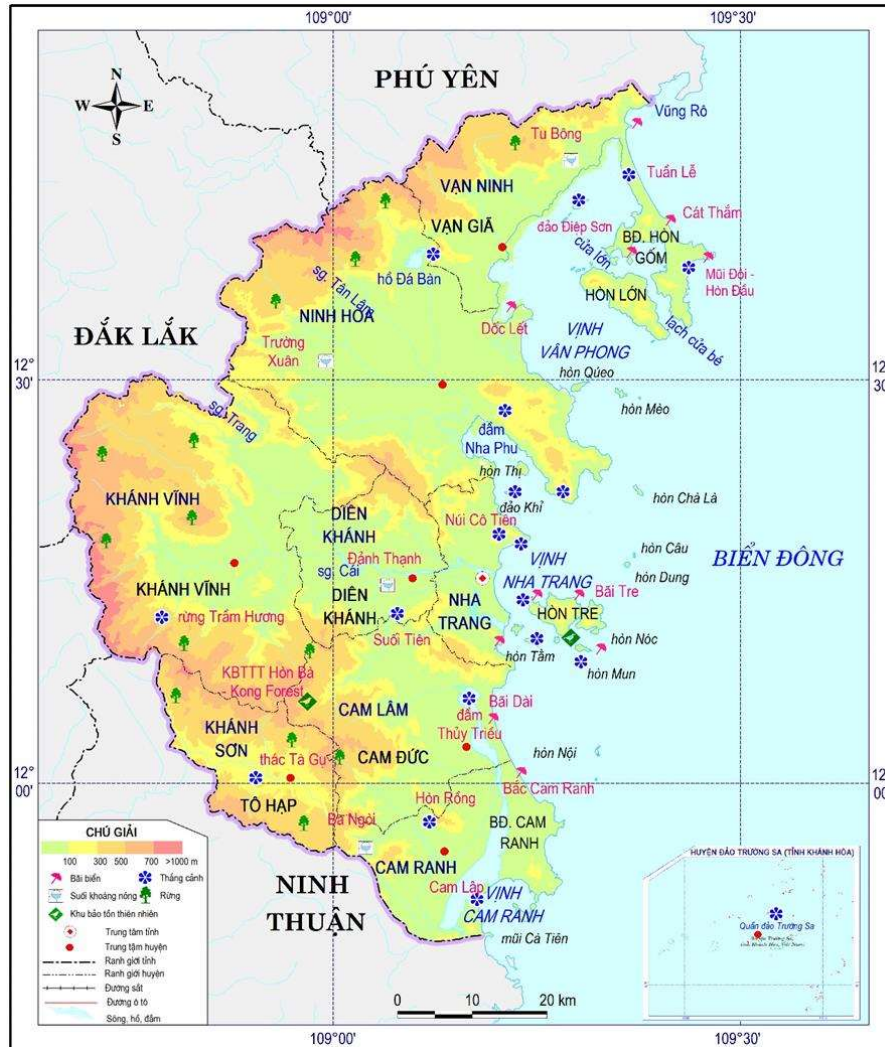 109°00'
109°30'
N
W
E
S
PHÚ YÊN
Vũng Rô
Tu Bông
Tuần Lễ
VẠN NINH
Cát Thắm
VẠN GIÃ
đảo Điệp Sơn
BĐ. HÒN
GỐM
cửa lớn
hồ Đá Bàn
Mũi Đôi -
Hòn Đầu
sg. Tân Lâm
HÒN LỚN
NINH HÒA
Dốc Lết
lạch cửa bé
VỊNH
VÂN PHONG
ĐẮK LẮK
Trường
Xuân
12°
30'
12°
30'
hòn Qùeo
hòn Mèo
sg. Trang
đầm
Nha Phu
hòn Thị
hòn Chà Là
KHÁNH VĨNH
đảo Khỉ
DIÊN
KHÁNH
Núi Cô Tiên
BIỂN ĐÔNG
Đảnh Thạnh
VỊNH
NHA TRANG
hòn Câu
sg. Cái
hòn Dung
KHÁNH VĨNH
DIÊN
KHÁNH
NHA
TRANG
Bãi Tre
HÒN TRE
rừng Trầm Hương
Suối Tiên
hòn Nóc
hòn Tằm
hòn Mun
KBTTT Hòn Bà
Kong Forest
CAM LÂM
Bãi Dài
đầm
Thủy Triều
KHÁNH
SƠN
thác Tà Gụ
CAM ĐỨC
hòn Nội
12°
00'
12°
00'
Bắc Cam Ranh
TÔ HẠP
Hòn Rồng
Ba Ngòi
BĐ. CAM
RANH
CAM RANH
Cam Lập
VỊNH
CAM RANH
NINH
THUẬN
mũi Cà Tiên
CHÚ GIẢI
100 300 500 700 >1000 m
Bãi biển
Thắng cảnh
Suối khoáng nóng
Rừng
Khu bảo tồn thiên nhiên
Trung tâm tỉnh
Trung tâm huyện
Ranh giới tỉnh
Ranh giới huyện
Đường sắt
Đường ô tô
Sông, hồ, đầm
0 10 20 km
HUYỆN ĐẢO TRƯỜNG SA (TỈNH KHÁNH HÒA)
Quần đảo Trường Sa
109°00'
109°30'